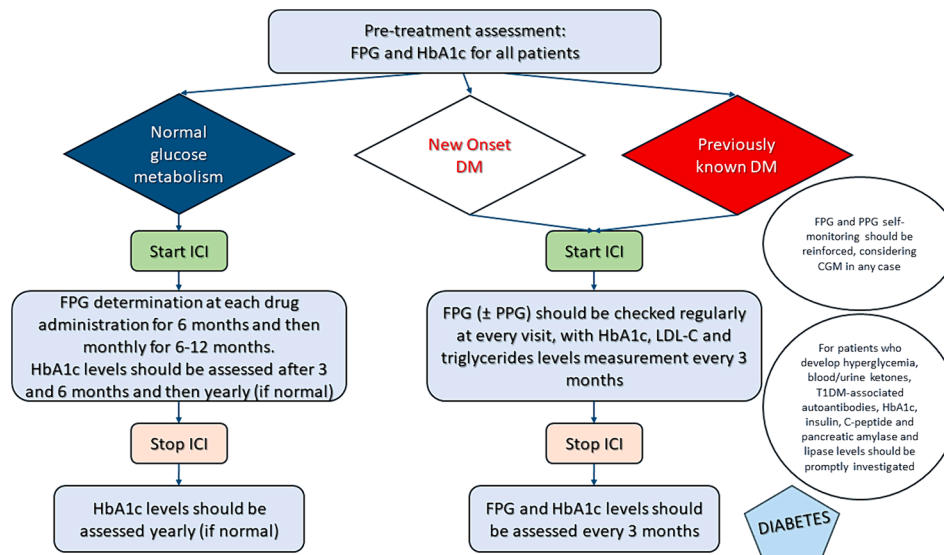 Pre-treatment assessment:
FPG and HbA1c for all patients
Normal
glucose
metabolism
New Onset
DM
Previously
known DM
Start ICI
Start ICI
FPG and PPG self-
monitoring should be
reinforced, considering
CGM in any case
FPG determination at each drug
administration for 6 months and then
monthly for 6-12 months.
HbA1c levels should be assessed after 3
and 6 months and then yearly (if normal)
FPG (± PPG) should be checked regularly
at every visit, with HbA1c, LDL-C and
triglycerides levels measurement every 3
months
For patients who
develop hyperglycemia,
blood/urine ketones,
T1DM-associated
autoantibodies, HbA1c,
insulin, C-peptide and
pancreatic amylase and
lipase levels should be
promptly investigated
Stop ICI
Stop ICI
HbA1c levels should be
assessed yearly (if normal)
FPG and HbA1c levels should
be assessed every 3 months
DIABETES